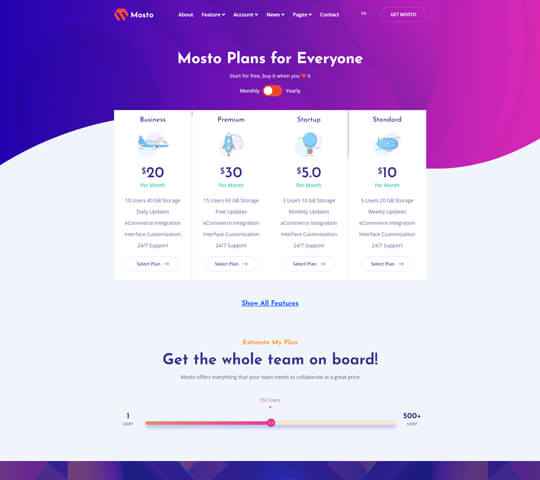 Mosto
About Feature Account News Pages Contact
GET MOSTO
Mosto Plans for Everyone
Start for free, buy it when you ❤ it
Monthly Yearly
Business
$20
Per Month
10 Users 40 GB Storage
Daily Updates
eCommerce Integration
Interface Customization
24/7 Support
Select Plan
Premium
$30
Per Month
15 Users GB Storage
Free Updates
eCommerce Integration
Interface Customization
24/7 Support
Select Plan
Startup
$5.0
Per Month
Users 10 GB Storage
Monthly Updates
eCommerce Integration
Interface Customization
24/7 Support
Select Plan
Standard
$10
Per Month
5 Users 20 GB Storage
Weekly Updates
eCommerce Integration
Interface Customization
24/7 Support
Select Plan
Show All Features
Estimate My Plan
Get the whole team on board!
Mosto offers everything that your team needs to collaborate at a great price
Users
1
USER
500+
USER